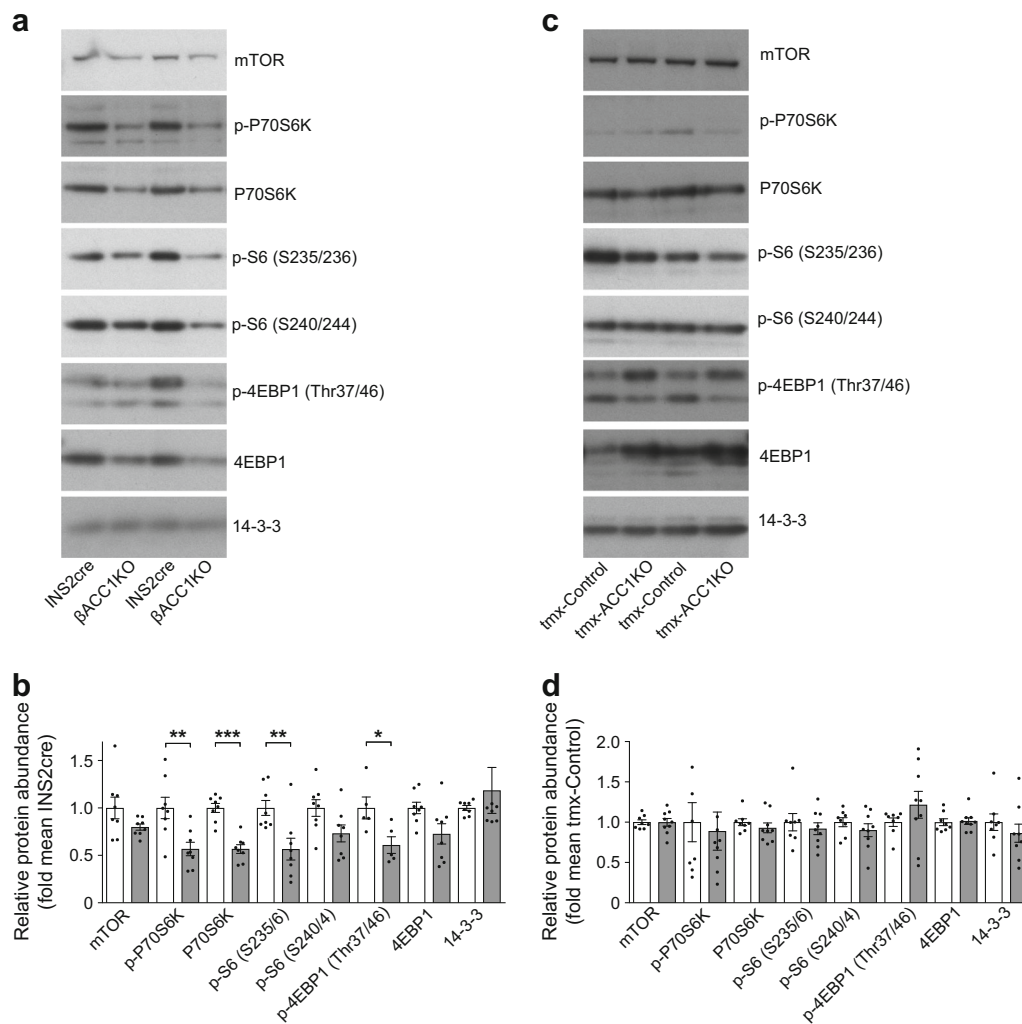 a
mTOR
p-P70S6K
P70S6K
p-S6 (S235/236)
p-S6 (S240/244)
p-4EBP1 (Thr37/46)
4EBP1
14-3-3
INS2cre
βACC1KO
INS2cre
βACC1KO
c
mTOR
p-P70S6K
P70S6K
p-S6 (S235/236)
p-S6 (S240/244)
p-4EBP1 (Thr37/46)
4EBP1
14-3-3
tmx-Control
tmx-ACC1KO
tmx-Control
tmx-ACC1KO
b
Relative protein abundance
(fold mean INS2cre)
1.5
1.0
0.5
0
**
***
**
*
mTOR
p-P70S6K
P70S6K
p-S6 (S235/6)
p-S6 (S240/4)
p-4EBP1 (Thr37/46)
4EBP1
14-3-3
d
Relative protein abundance
(fold mean tmx-Control)
2.0
1.5
1.0
0.5
0
mTOR
p-P70S6K
P70S6K
p-S6 (S235/6)
p-S6 (S240/4)
p-4EBP1 (Thr37/46)
4EBP1
14-3-3